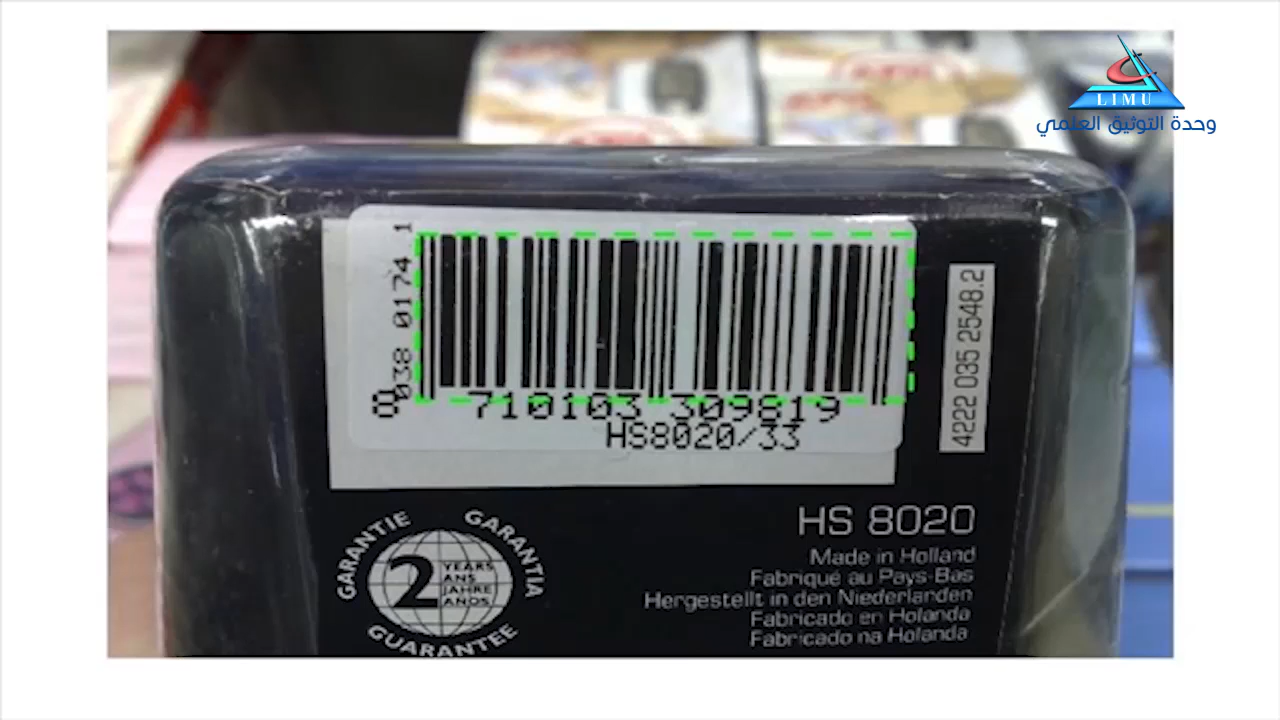 LIMU
وحدة التوثيق العلمي
038 0174 1
8 710103 309819
HS8020/33
4222 035 2548.2
HS 8020
Made in Holland
Fabriqué au Pays-Bas
Hergestellt in den Niederlanden
Fabricado en Holanda
Fabricado na Holanda
GARANTIE
GARANTIA
2 YEARS
ANS
JAHRE
AÑOS
GUARANTEE